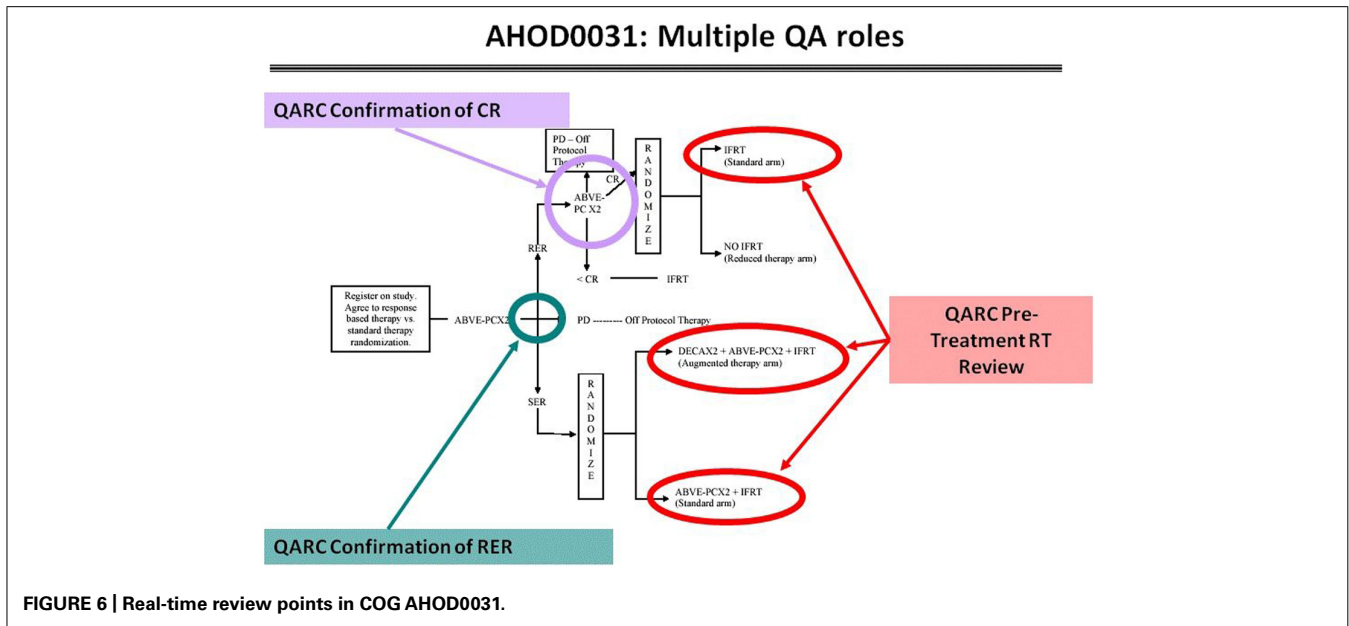 AHOD0031: Multiple QA roles
QARC Confirmation of CR
PD – Off
Protocol
Therapy
CR
ABVE-
PC X2
RANDOMIZE
IFRT
(Standard arm)
NO IFRT
(Reduced therapy arm)
RER
< CR
IFRT
Register on study.
Agree to response
based therapy vs.
standard therapy
randomization.
ABVE-PCX2
PD -------- Off Protocol Therapy
QARC Pre-
Treatment RT
Review
DECAX2 + ABVE-PCX2 + IFRT
(Augmented therapy arm)
SER
RANDOMIZE
ABVE-PCX2 + IFRT
(Standard arm)
QARC Confirmation of RER
FIGURE 6 | Real-time review points in COG AHOD0031.